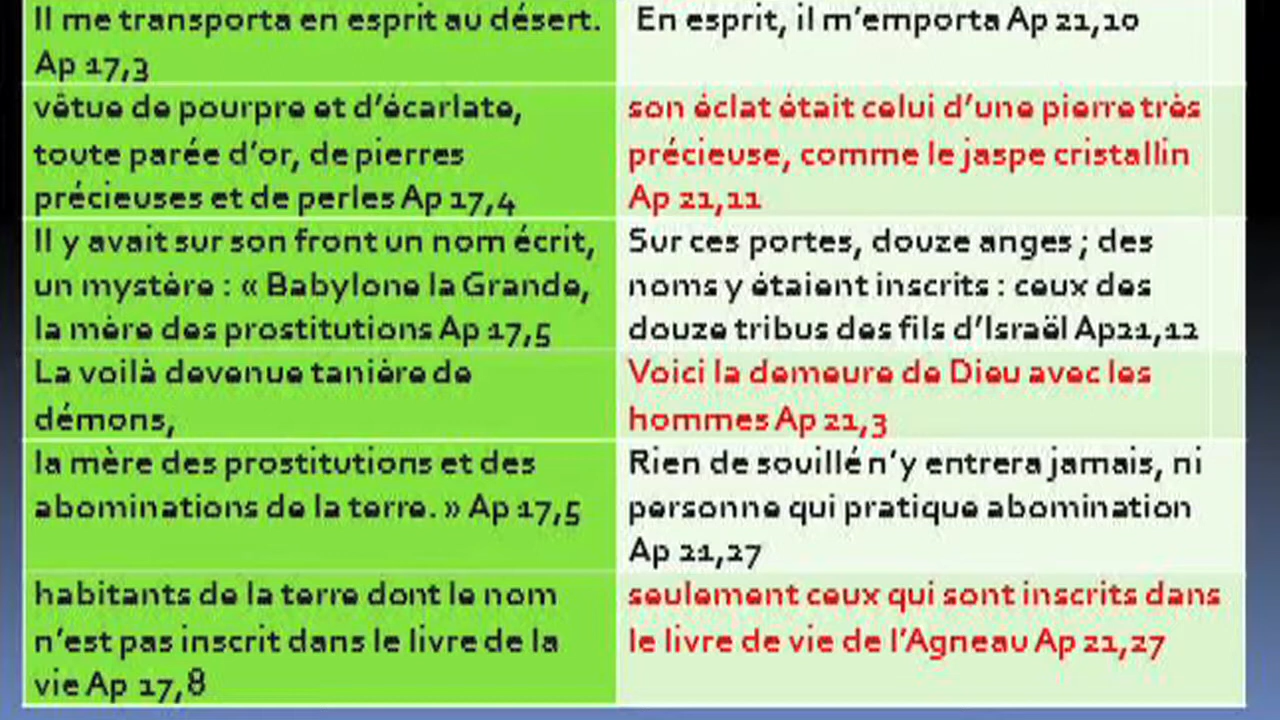 Il me transporta en esprit au désert.
Ap 17,3
En esprit, il m'emporta Ap 21,10
vêtue de pourpre et d'écarlate,
toute parée d'or, de pierres
précieuses et de perles Ap 17,4
son éclat était celui d'une pierre très
précieuse, comme le jaspe cristallin
Ap 21,11
Il y avait sur son front un nom écrit,
un mystère : « Babylone la Grande,
la mère des prostitutions Ap 17,5
Sur ces portes, douze anges ; des
noms y étaient inscrits : ceux des
douze tribus des fils d'Israël Ap21,12
La voilà devenue tanière de
démons,
Voici la demeure de Dieu avec les
hommes Ap 21,3
la mère des prostitutions et des
abominations de la terre. » Ap 17,5
Rien de souillé n'y entrera jamais, ni
personne qui pratique abomination
Ap 21,27
habitants de la terre dont le nom
n'est pas inscrit dans le livre de la
vie Ap 17,8
seulement ceux qui sont inscrits dans
le livre de vie de l'Agneau Ap 21,27